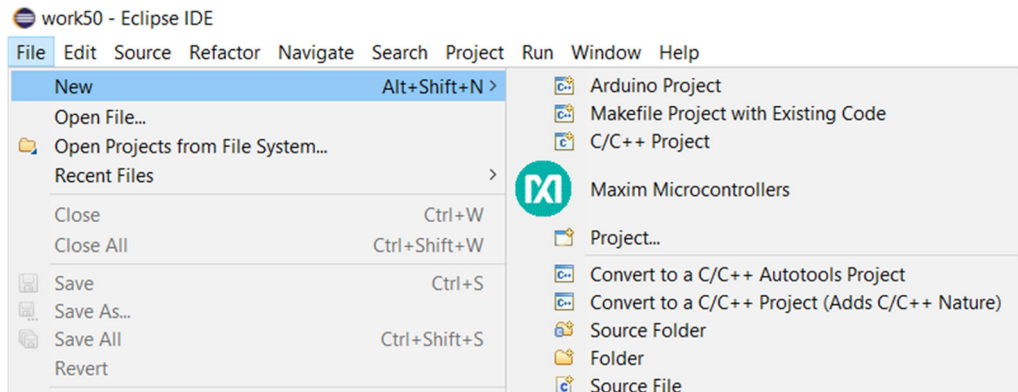 work50 - Eclipse IDE
File Edit Source Refactor Navigate Search Project Run Window Help
New Alt+Shift+N >
Open File...
Open Projects from File System...
Recent Files >
Close Ctrl+W
Close All Ctrl+Shift+W
Save Ctrl+S
Save As...
Save All Ctrl+Shift+S
Revert
Arduino Project
Makefile Project with Existing Code
C/C++ Project
Maxim Microcontrollers
Project...
Convert to a C/C++ Autotools Project
Convert to a C/C++ Project (Adds C/C++ Nature)
Source Folder
Folder
Source File